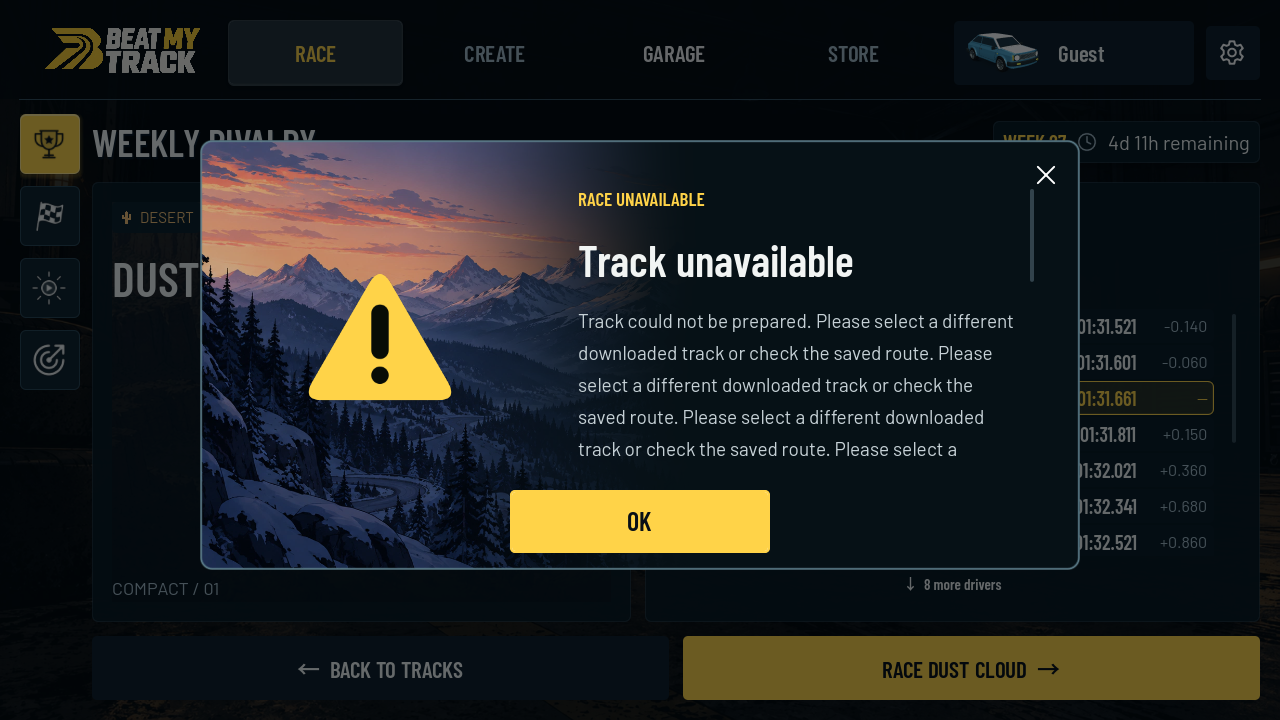 BEAT MY TRACK
RACE
CREATE
GARAGE
STORE
Guest
WEEKLY RIVALRY
WEEK 07
4d 11h remaining
DESERT
DUST
RACE UNAVAILABLE
Track unavailable
Track could not be prepared. Please select a different
downloaded track or check the saved route. Please
select a different downloaded track or check the
saved route. Please select a different downloaded
track or check the saved route. Please select a
OK
01:31.521 -0.140
01:31.601 -0.060
01:31.661 —
01:31.811 +0.150
01:32.021 +0.360
01:32.341 +0.680
01:32.521 +0.860
8 more drivers
COMPACT / 01
← BACK TO TRACKS
RACE DUST CLOUD →